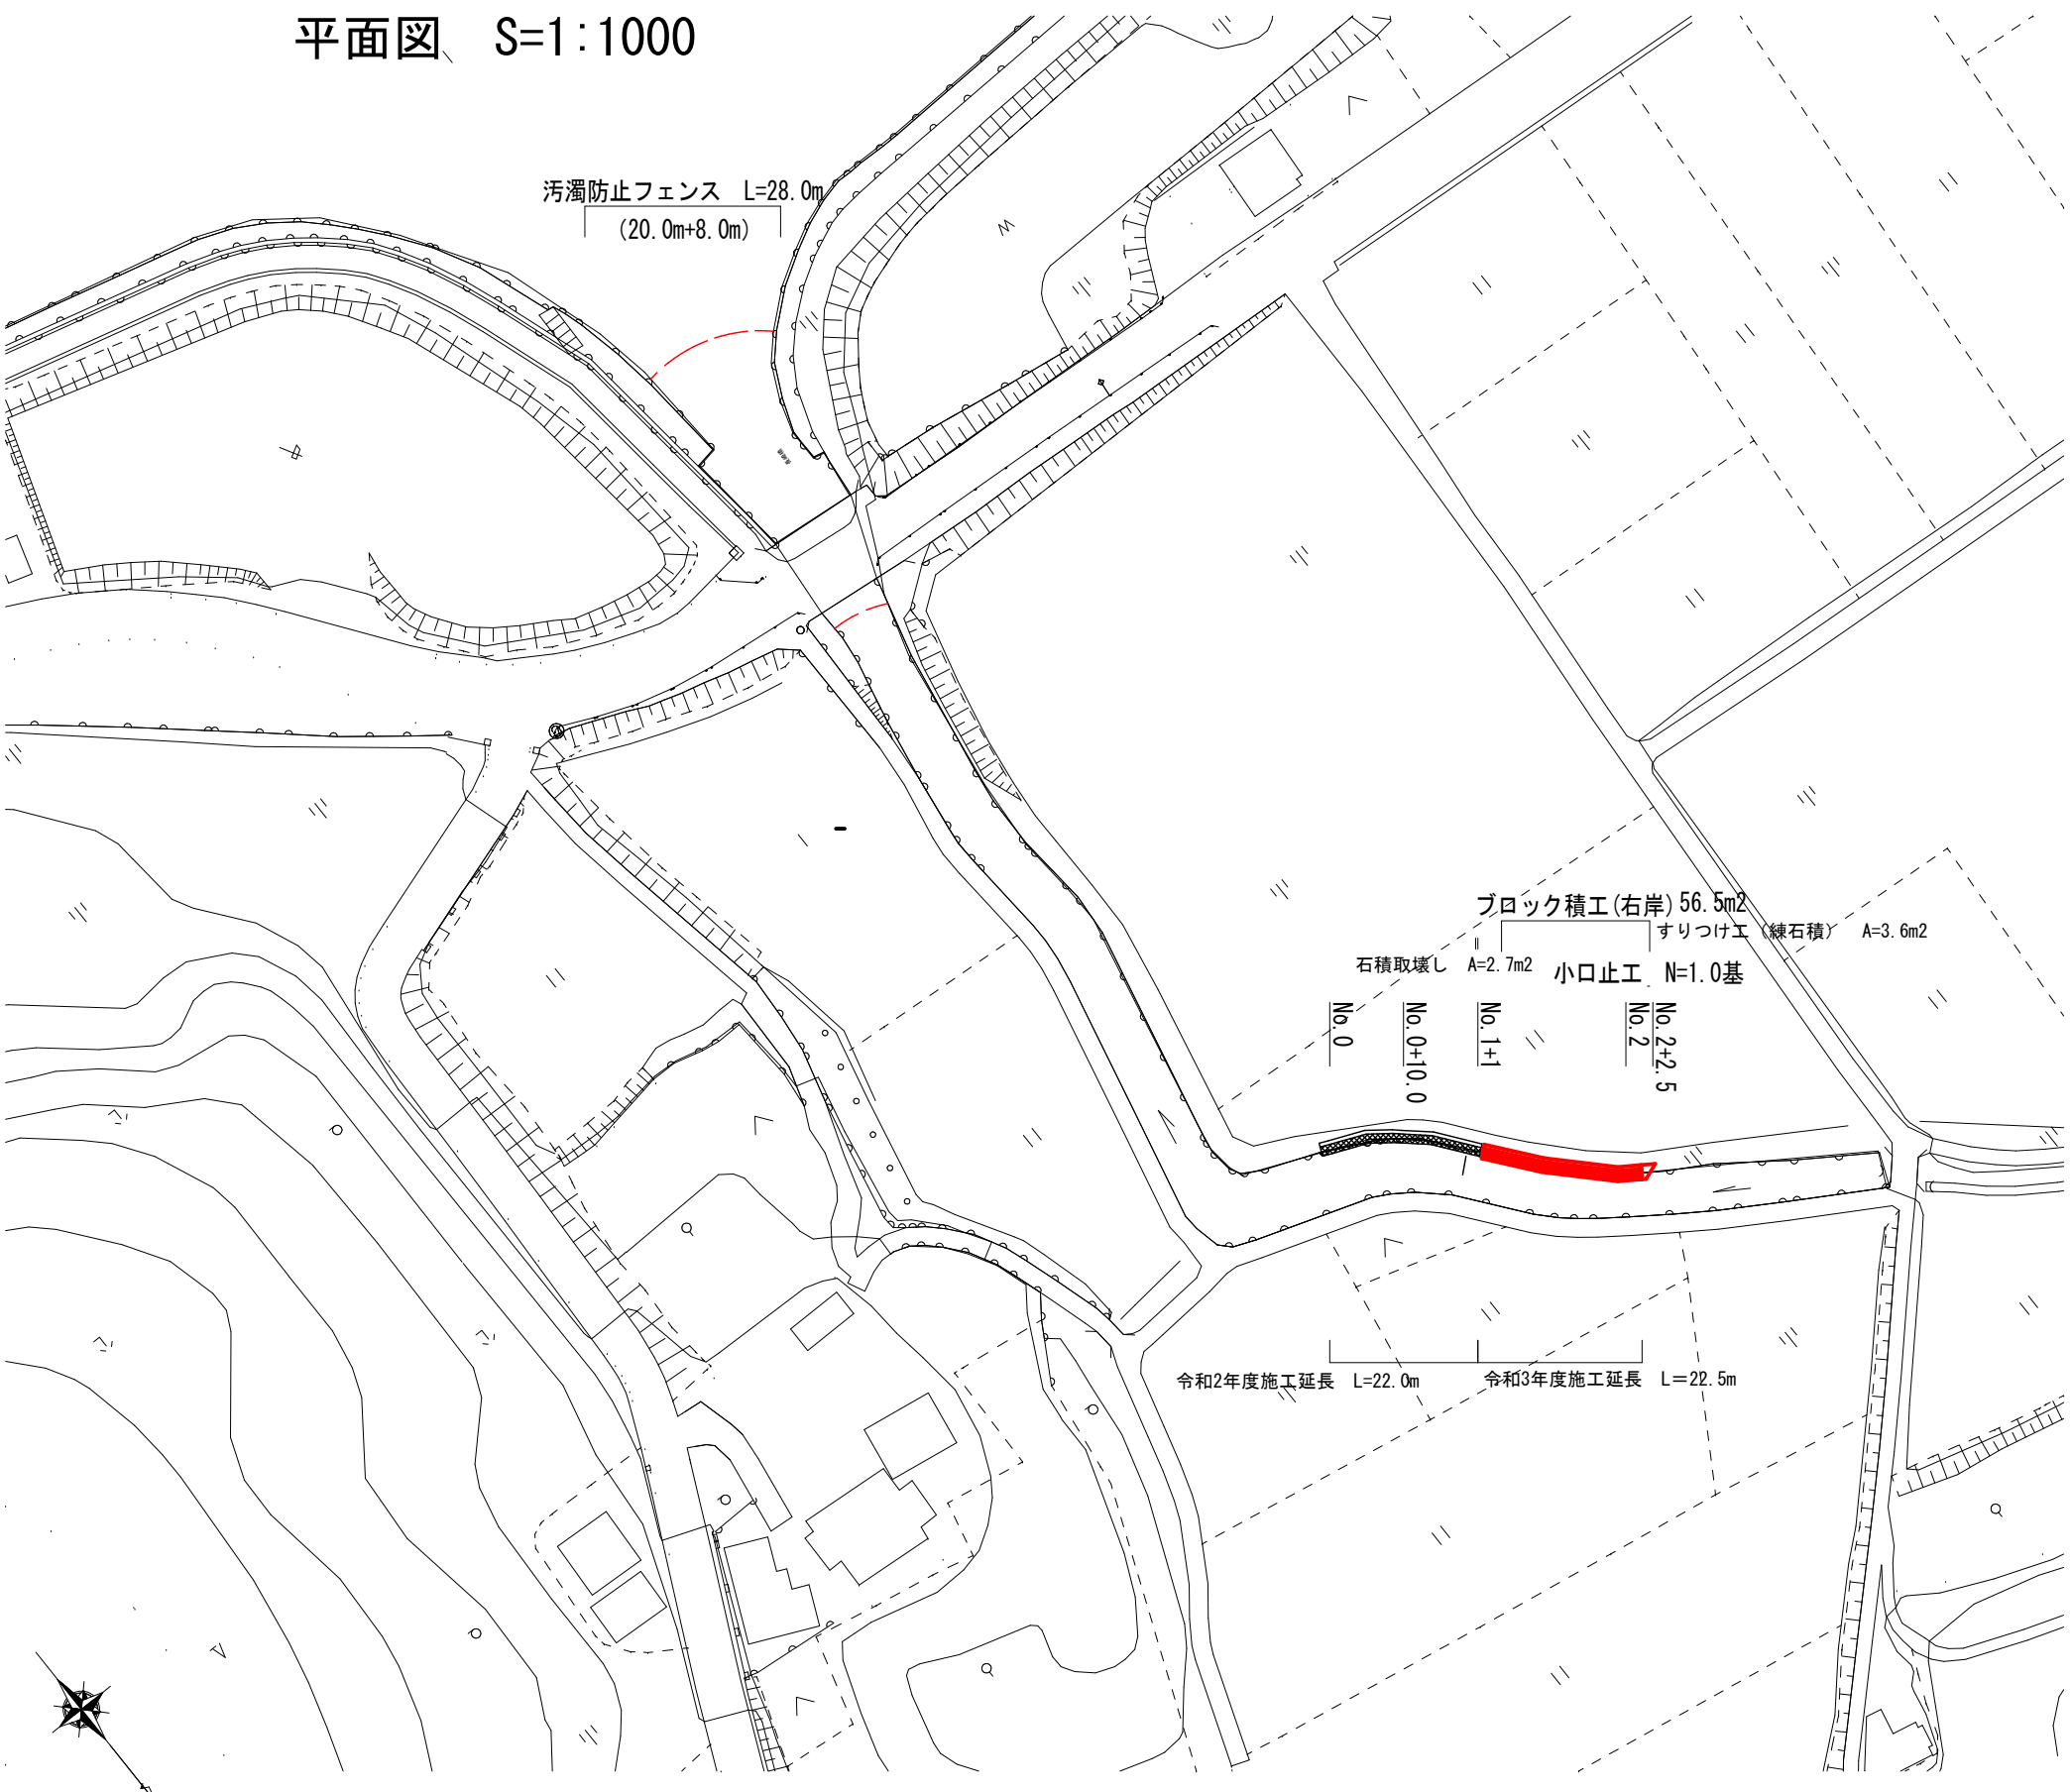 平面図 S=1:1000
汚濁防止フェンス L=28.0m
(20.0m+8.0m)
ブロック積工(右岸) 56.5m2
すりつけ工（練石積） A=3.6m2
石積取壊し A=2.7m2
小口止工 N=1.0基
No.0
No.0+10.0
No.1+1
No.2
No.2+2.5
令和2年度施工延長 L=22.0m
令和3年度施工延長 L=22.5m